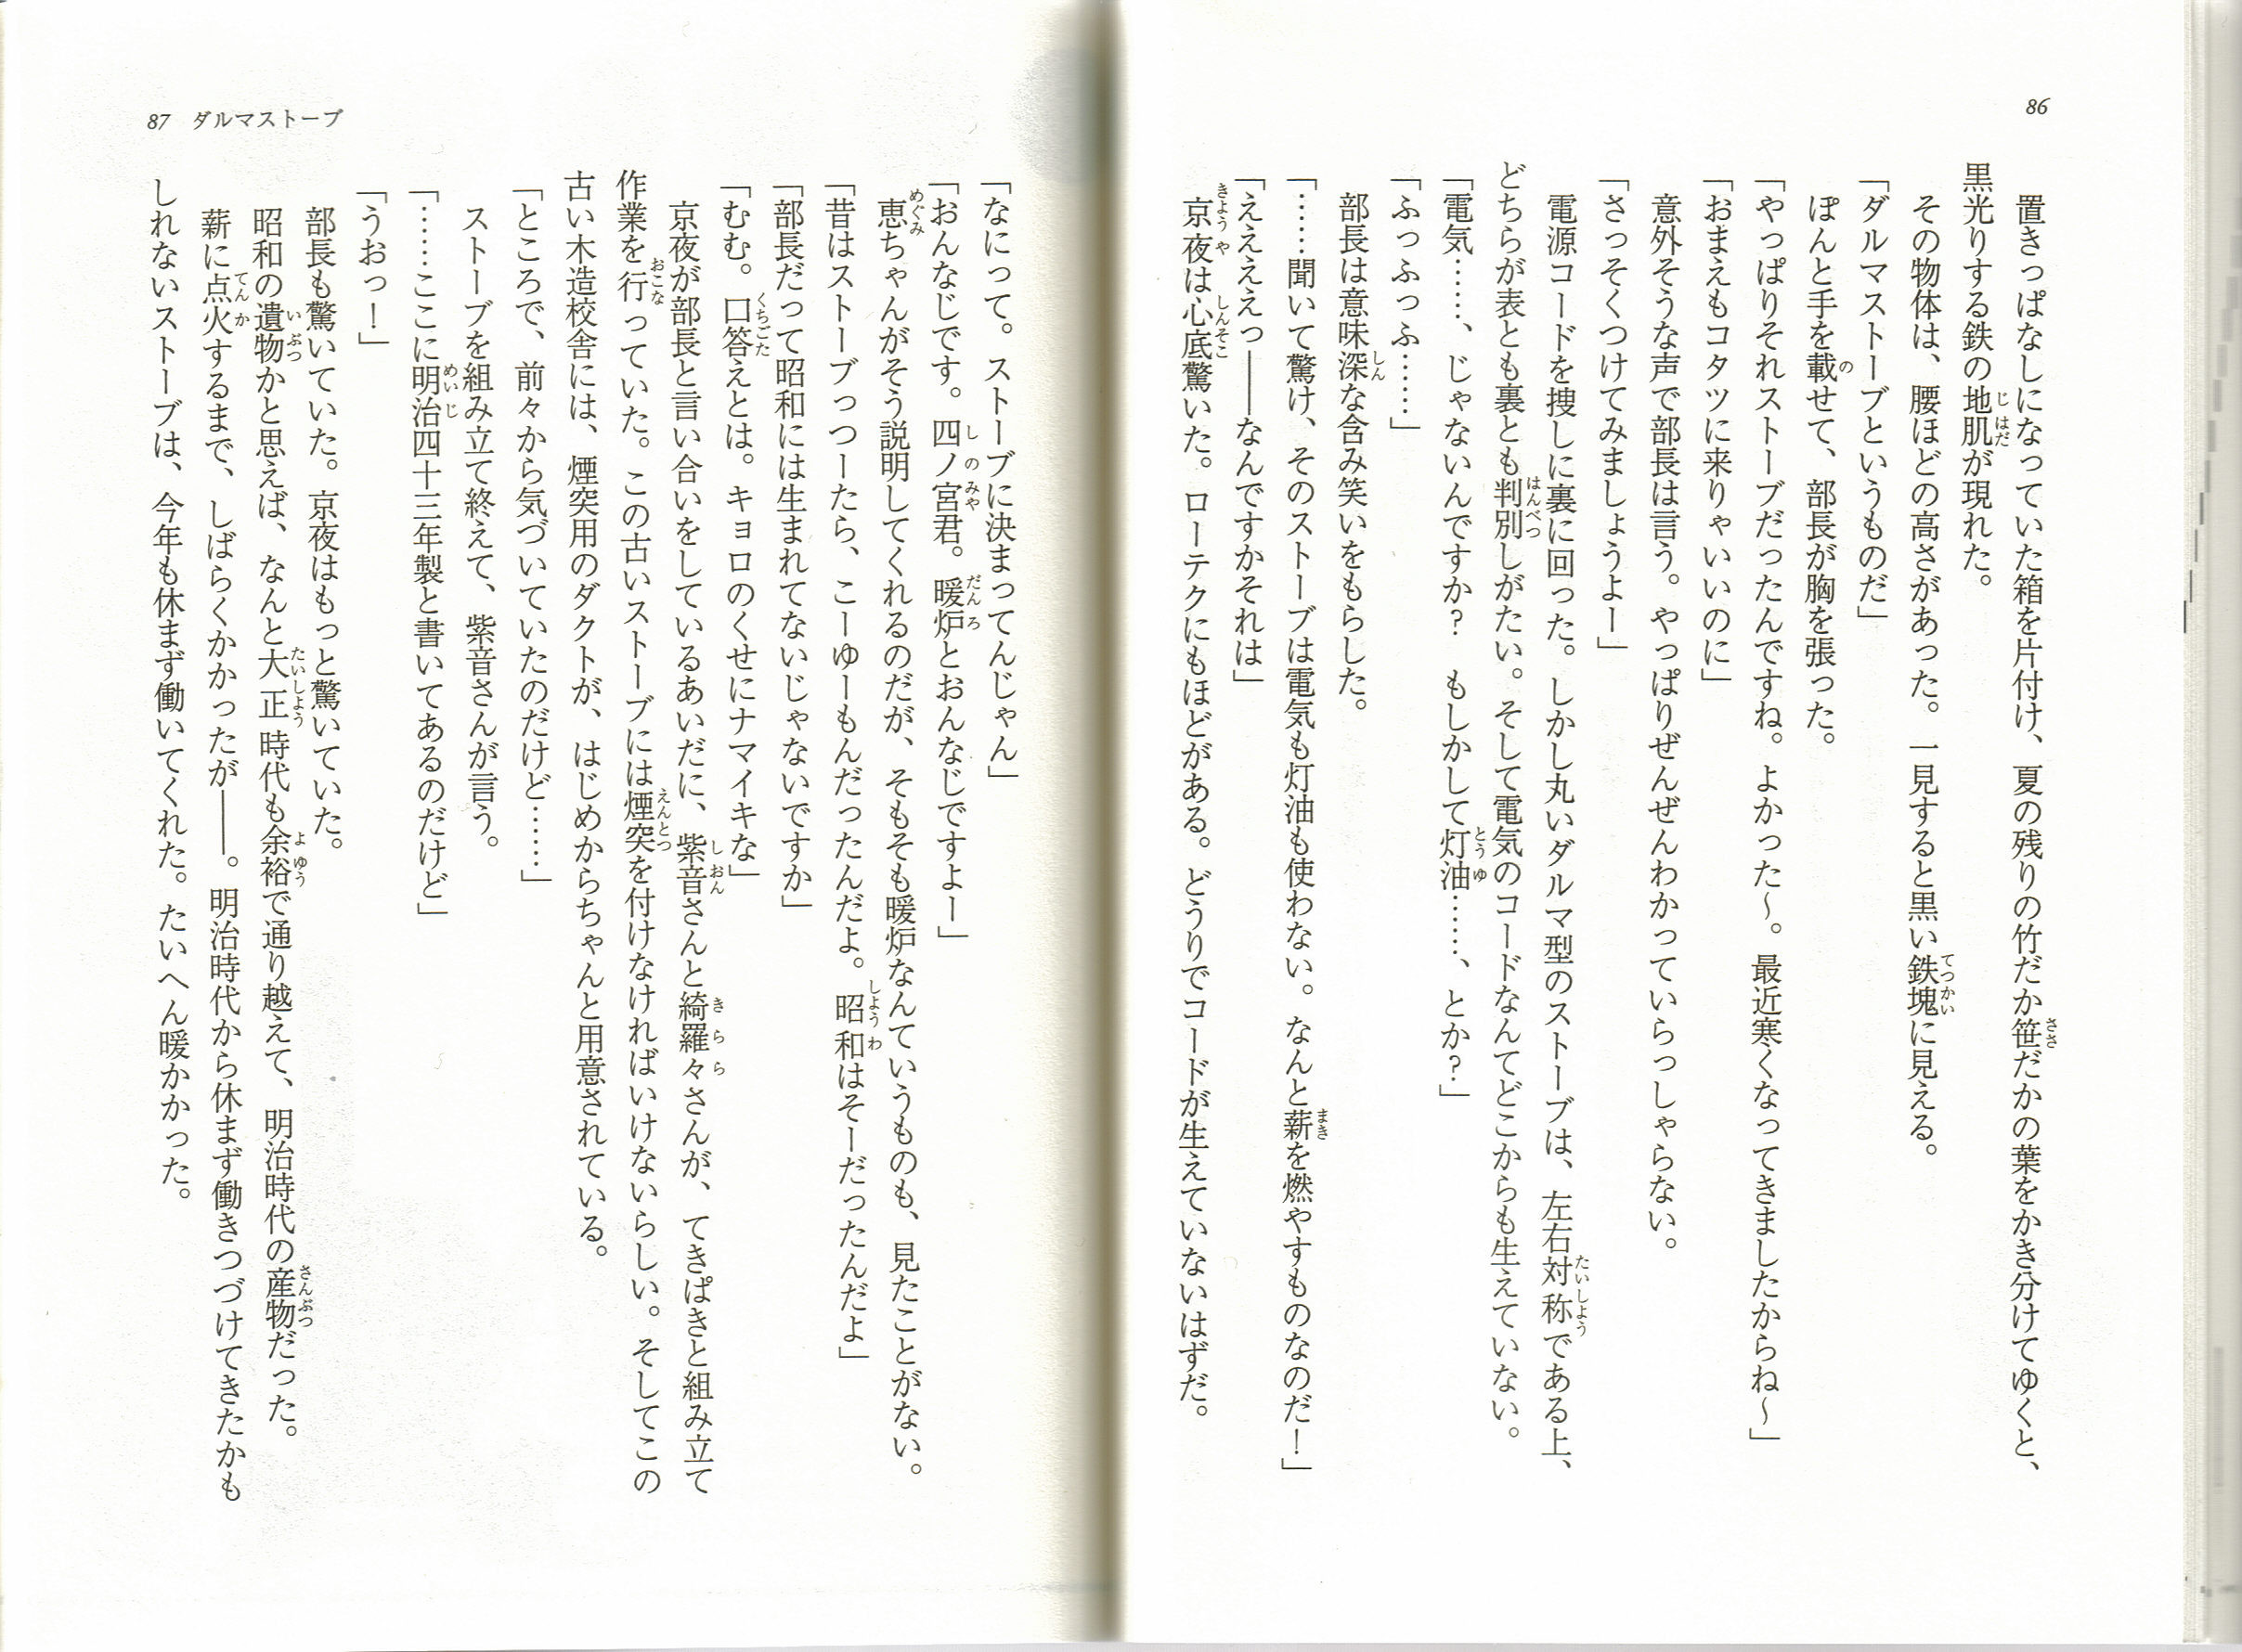 86
　置きっぱなしになっていた箱を片付け、夏の残りの竹だか笹だかの葉をかき分けてゆくと、
黒光りする鉄の地肌が現れた。
　その物体は、腰ほどの高さがあった。一見すると黒い鉄塊に見える。
「ダルマストーブというものだ」
　ぽんと手を載せて、部長が胸を張った。
「やっぱりそれストーブだったんですね。よかった～。最近寒くなってきましたからね～」
「おまえもコタツに来りゃいいのに」
　意外そうな声で部長は言う。やっぱりぜんぜんわかっていらっしゃらない。
「さっそくつけてみましょうよー」
　電源コードを捜しに裏に回った。しかし丸いダルマ型のストーブは、左右対称である上、
どちらが表とも裏とも判別しがたい。そして電気のコードなんてどこからも生えていない。
「電気……、じゃないんですか？　もしかして灯油……、とか？」
「ふっふっふ……」
　部長は意味深な含み笑いをもらした。
「……聞いて驚け、そのストーブは電気も灯油も使わない。なんと薪を燃やすものなのだ！」
「ええええっ――なんですかそれは」
　京夜は心底驚いた。ローテクにもほどがある。どうりでコードが生えていないはずだ。
87　ダルマストーブ
「なにって。ストーブに決まってんじゃん」
「おんなじです。四ノ宮君。暖炉とおんなじですよー」
　恵ちゃんがそう説明してくれるのだが、そもそも暖炉なんていうものも、見たことがない。
「昔はストーブっつーたら、こーゆーもんだったんだよ。昭和はそーだったんだよ」
「部長だって昭和には生まれてないじゃないですか」
「むむ。口答えとは。キョロのくせにナマイキな」
　京夜が部長と言い合いをしているあいだに、紫音さんと綺羅々さんが、てきぱきと組み立て
作業を行っていた。この古いストーブには煙突を付けなければいけないらしい。そしてこの
古い木造校舎には、煙突用のダクトが、はじめからちゃんと用意されている。
「ところで、前々から気づいていたのだけど……」
　ストーブを組み立て終えて、紫音さんが言う。
「……ここに明治四十三年製と書いてあるのだけど」
「うおっ！」
　部長も驚いていた。京夜はもっと驚いていた。
　昭和の遺物かと思えば、なんと大正時代も余裕で通り越えて、明治時代の産物だった。
　薪に点火するまで、しばらくかかったが――。明治時代から休まず働きつづけてきたかも
しれないストーブは、今年も休まず働いてくれた。たいへん暖かかった。